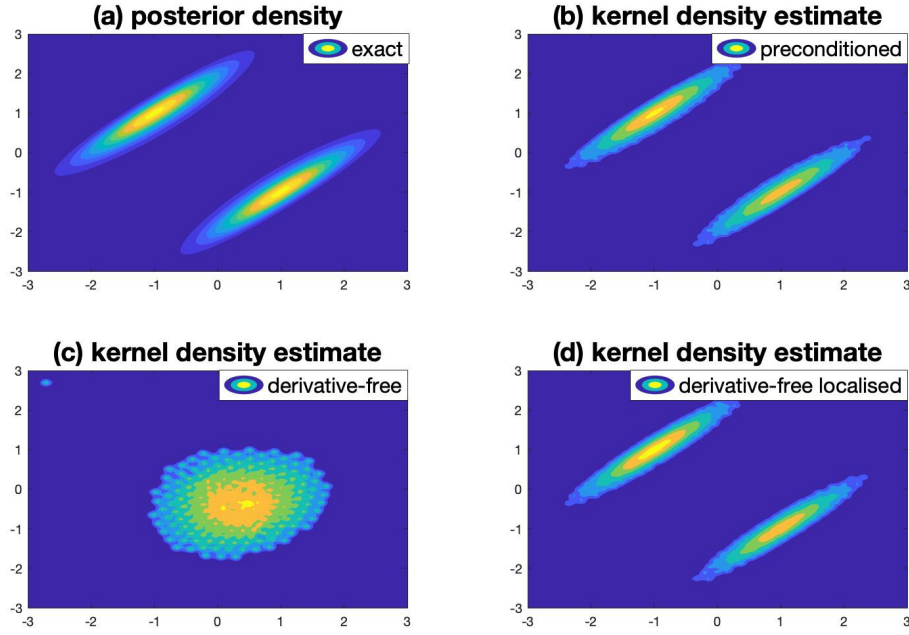 (a) posterior density
exact
3
2
1
0
-1
-2
-3
-3 -2 -1 0 1 2 3
(b) kernel density estimate
preconditioned
3
2
1
0
-1
-2
-3
-3 -2 -1 0 1 2 3
(c) kernel density estimate
derivative-free
3
2
1
0
-1
-2
-3
-3 -2 -1 0 1 2 3
(d) kernel density estimate
derivative-free localised
3
2
1
0
-1
-2
-3
-3 -2 -1 0 1 2 3